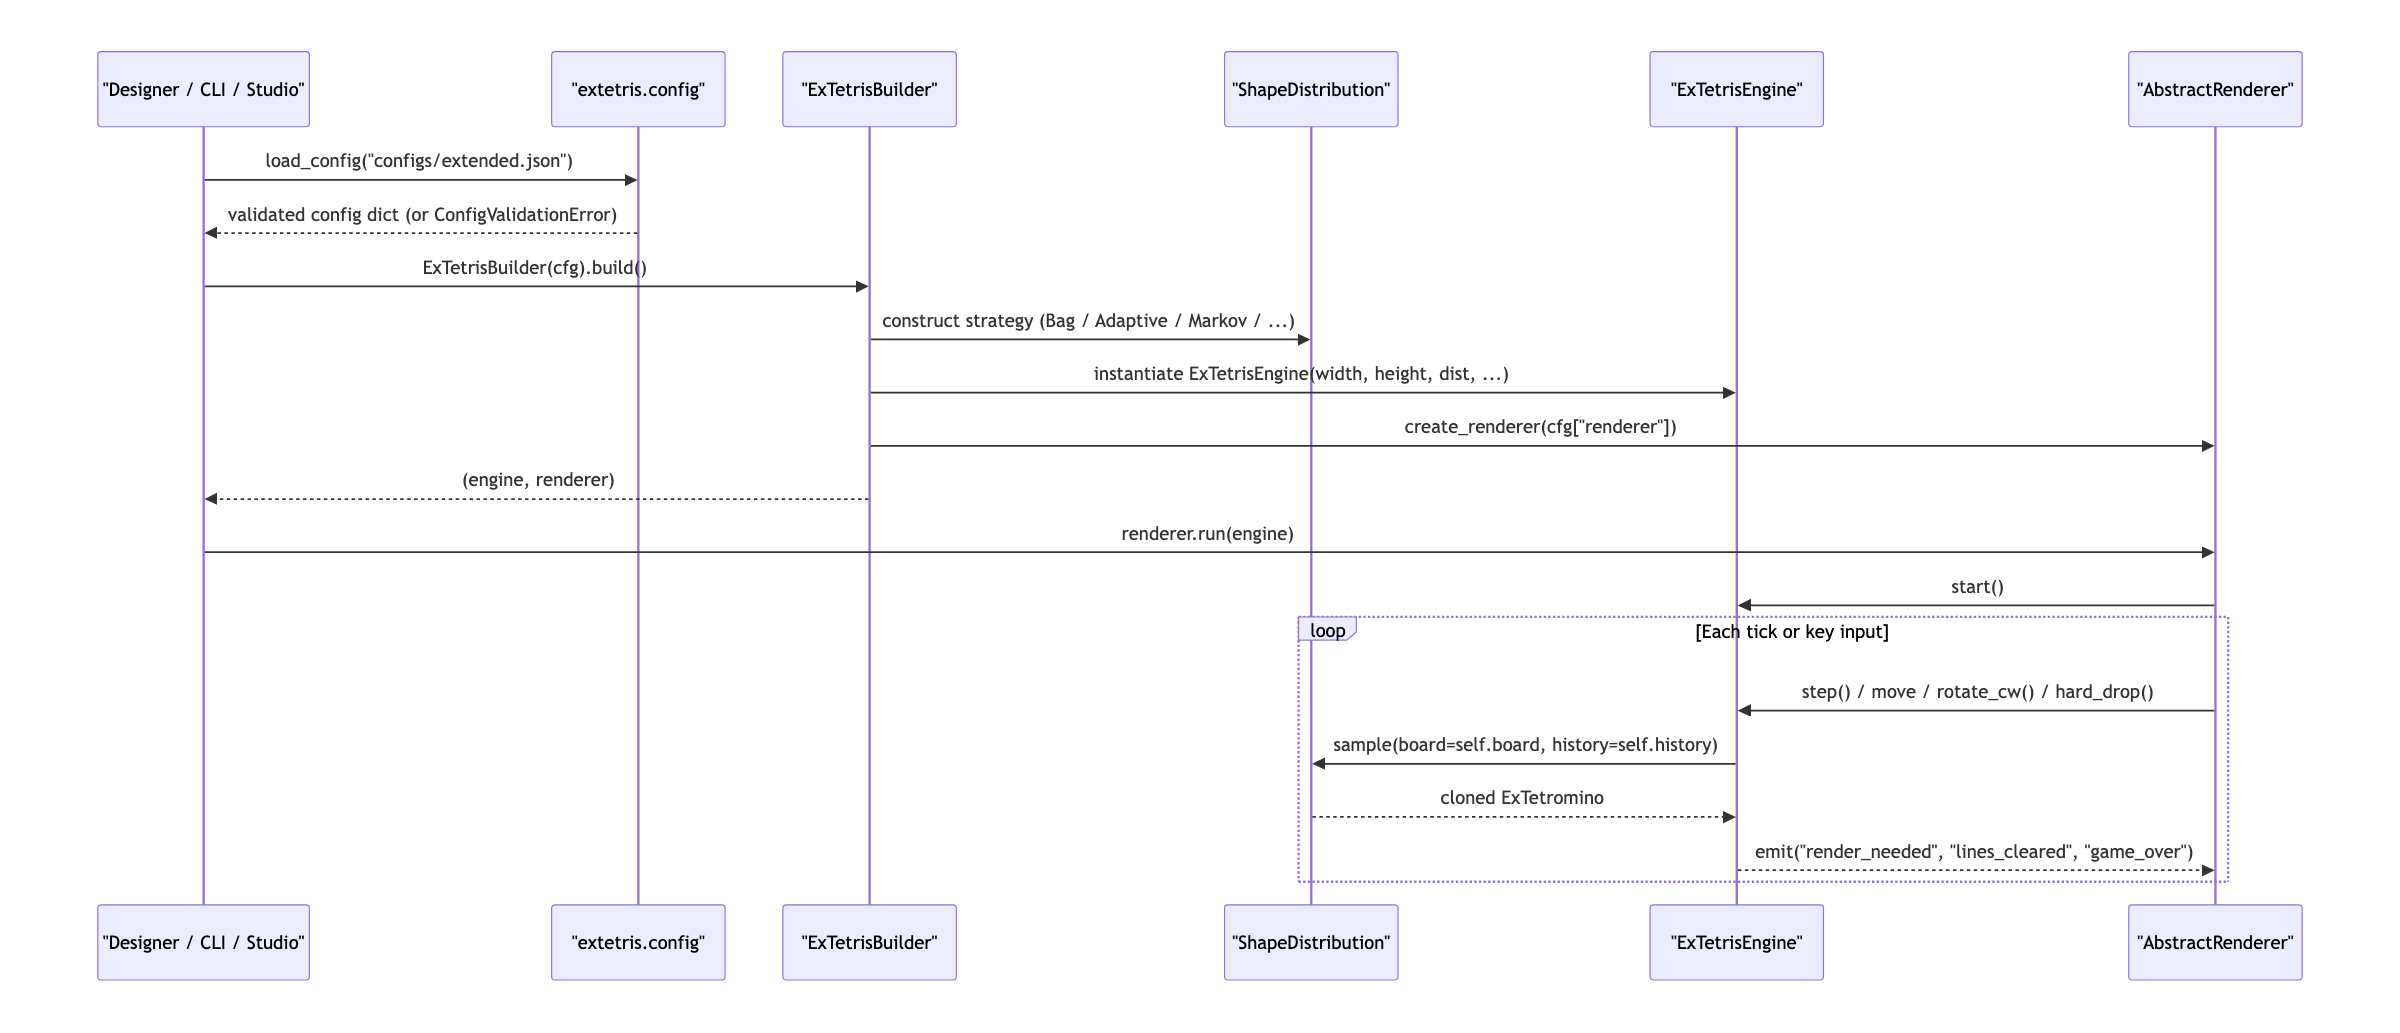 "Designer / CLI / Studio"
"extetris.config"
"ExTetrisBuilder"
"ShapeDistribution"
"ExTetrisEngine"
"AbstractRenderer"
load_config("configs/extended.json")
validated config dict (or ConfigValidationError)
ExTetrisBuilder(cfg).build()
construct strategy (Bag / Adaptive / Markov / ...)
instantiate ExTetrisEngine(width, height, dist, ...)
create_renderer(cfg["renderer"])
(engine, renderer)
renderer.run(engine)
start()
loop
[Each tick or key input]
step() / move / rotate_cw() / hard_drop()
sample(board=self.board, history=self.history)
cloned ExTetromino
emit("render_needed", "lines_cleared", "game_over")
"Designer / CLI / Studio"
"extetris.config"
"ExTetrisBuilder"
"ShapeDistribution"
"ExTetrisEngine"
"AbstractRenderer"